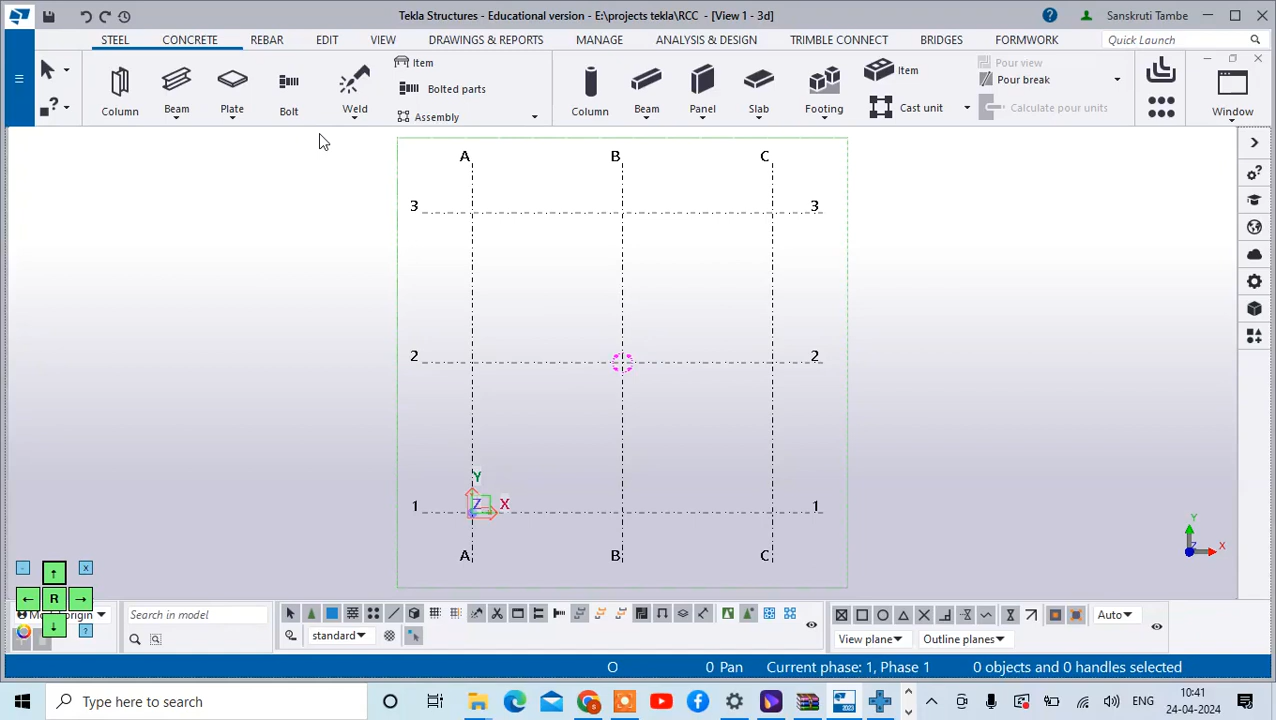 Tekla Structures - Educational version - E:\projects tekla\RCC - [View 1 - 3d]
Sanskruti Tambe
STEEL CONCRETE REBAR EDIT VIEW DRAWINGS & REPORTS MANAGE ANALYSIS & DESIGN TRIMBLE CONNECT BRIDGES FORMWORK Quick Launch
Item
Item
Pour view
Pour break
Bolted parts
Column Beam Plate Bolt Weld
Column Beam Panel Slab Footing
Cast unit
Calculate pour units
Window
Assembly
A B C
3 3
2 2
Y
Z X
1 1
A B C
Y
Z X
R
Search in model
Auto
standard
View plane
Outline planes
O 0 Pan Current phase: 1, Phase 1 0 objects and 0 handles selected
Type here to search
ENG
10:41
24-04-2024